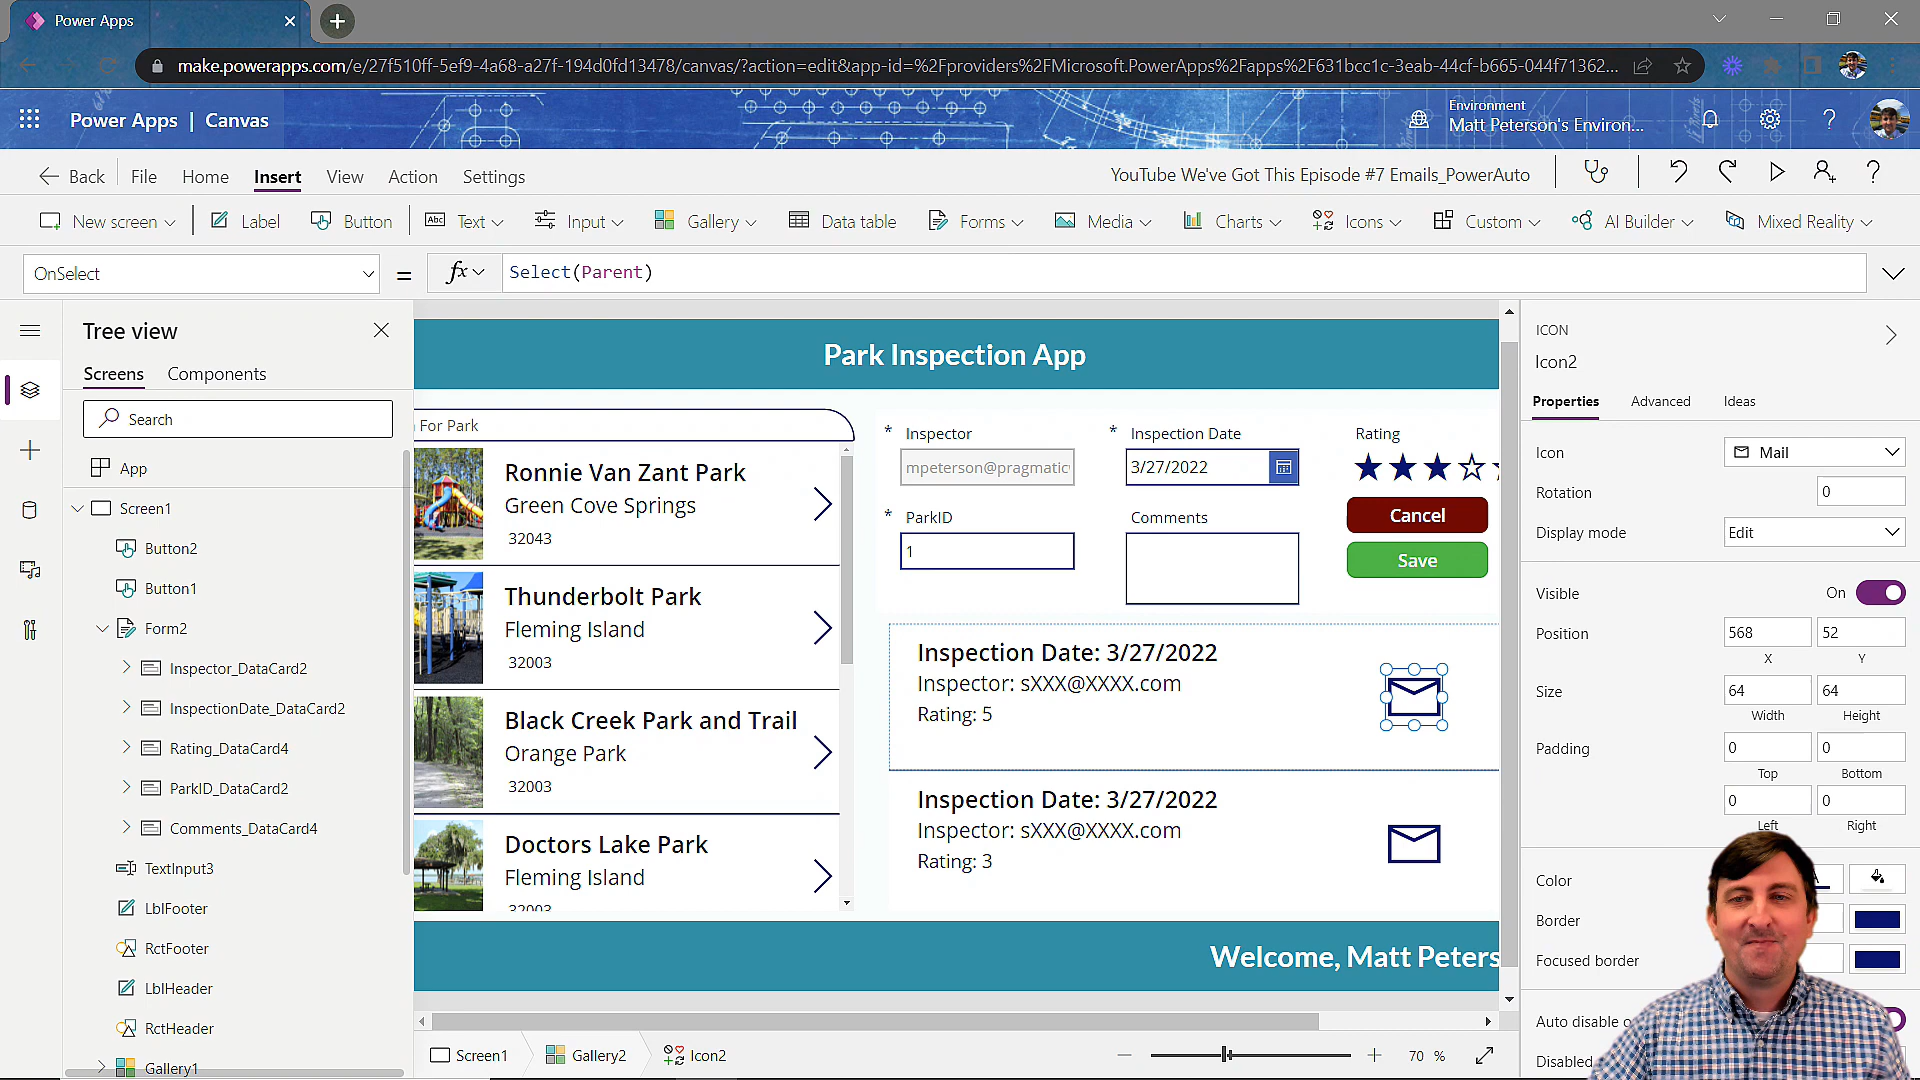 Power Apps
make.powerapps.com/e/27f510ff-5ef9-4a68-a27f-194d0fd13478/canvas/?action=edit&app-id=%2Fproviders%2FMicrosoft.PowerApps%2Fapps%2F631bcc1c-3eab-44cf-b665-044f71362...
Power Apps | Canvas
Environment
Matt Peterson's Environ...
Back File Home Insert View Action Settings
YouTube We've Got This Episode #7 Emails_PowerAuto
New screen Label Button Text Input Gallery Data table Forms Media Charts Icons Custom AI Builder Mixed Reality
OnSelect = fx Select(Parent)
Tree view
Screens Components
Search
App
Screen1
Button2
Button1
Form2
Inspector_DataCard2
InspectionDate_DataCard2
Rating_DataCard4
ParkID_DataCard2
Comments_DataCard4
TextInput3
LblFooter
RctFooter
LblHeader
RctHeader
Gallery1
Park Inspection App
For Park
Ronnie Van Zant Park
Green Cove Springs
32043
Thunderbolt Park
Fleming Island
32003
Black Creek Park and Trail
Orange Park
32003
Doctors Lake Park
Fleming Island
32003
* Inspector
mpeterson@pragmatic
* Inspection Date
3/27/2022
Rating
* ParkID
1
Comments
Cancel
Save
Inspection Date: 3/27/2022
Inspector: sXXX@XXXX.com
Rating: 5
Inspection Date: 3/27/2022
Inspector: sXXX@XXXX.com
Rating: 3
Welcome, Matt Peters
Screen1 Gallery2 Icon2
70 %
ICON
Icon2
Properties Advanced Ideas
Icon Mail
Rotation 0
Display mode Edit
Visible On
Position 568 52
X Y
Size 64 64
Width Height
Padding 0 0
Top Bottom
0 0
Left Right
Color
Border
Focused border
Auto disable o
Disabled